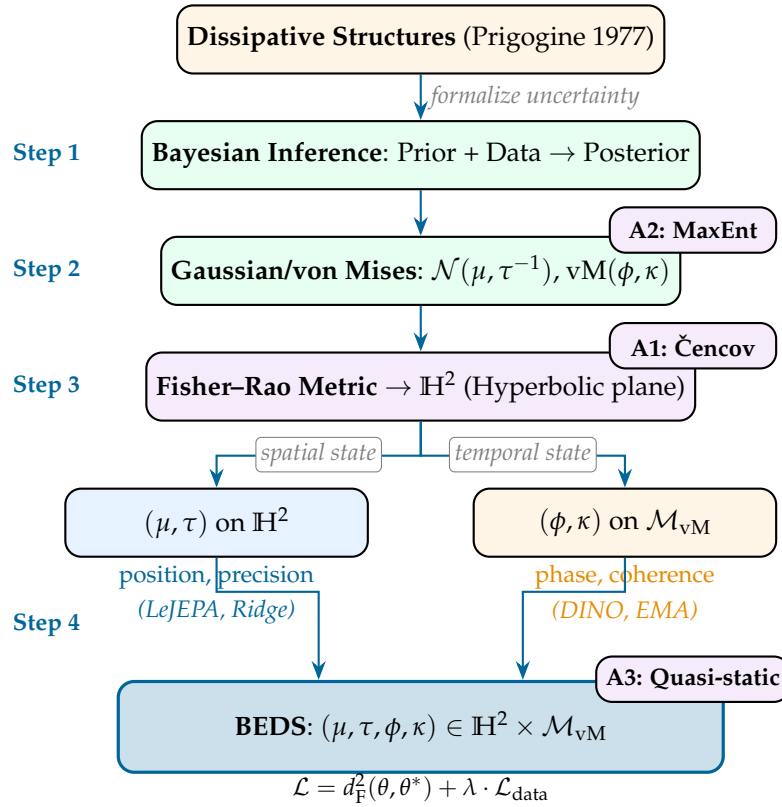 Dissipative Structures (Prigogine 1977)
formalize uncertainty
Step 1
Bayesian Inference: Prior + Data → Posterior
A2: MaxEnt
Step 2
Gaussian/von Mises: 𝒩(μ, τ⁻¹), vM(ϕ, κ)
A1: Čencov
Step 3
Fisher–Rao Metric → ℍ² (Hyperbolic plane)
spatial state
temporal state
(μ, τ) on ℍ²
(ϕ, κ) on ℳ_vM
position, precision
phase, coherence
(LeJEPA, Ridge)
(DINO, EMA)
Step 4
A3: Quasi-static
BEDS: (μ, τ, ϕ, κ) ∈ ℍ² × ℳ_vM
ℒ = d²_F(θ, θ*) + λ · ℒ_data